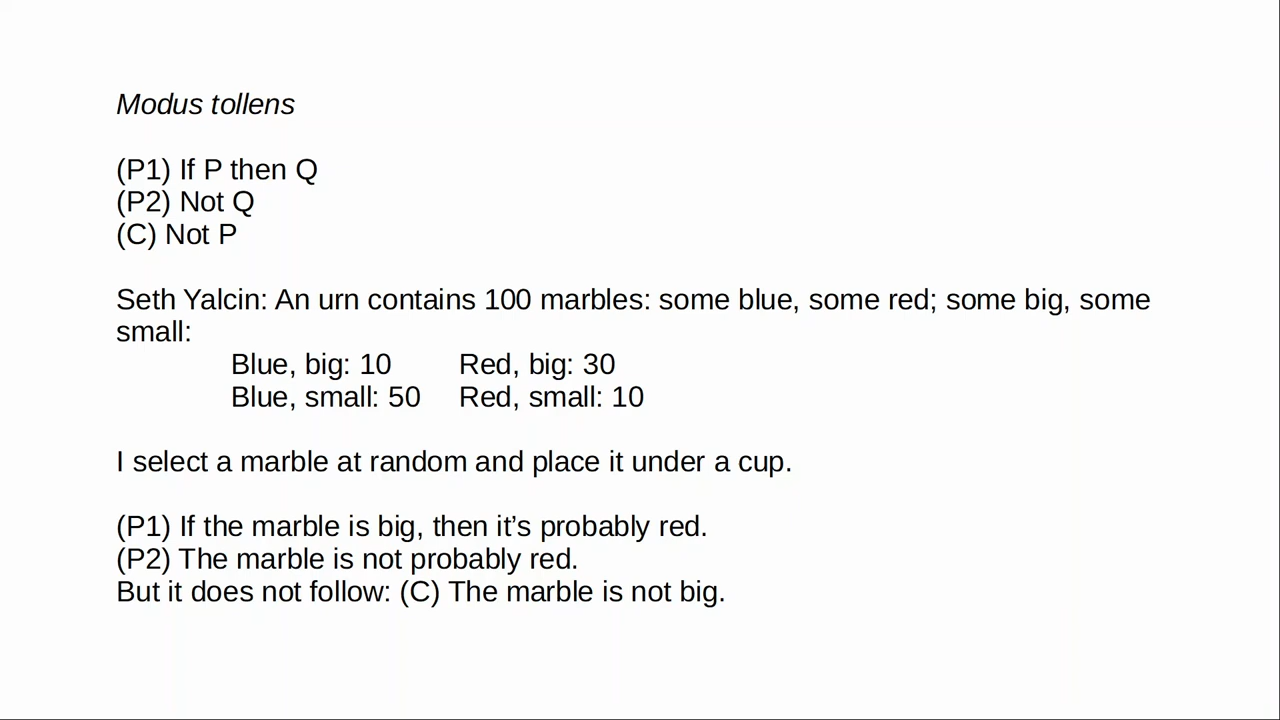 Modus tollens
(P1) If P then Q
(P2) Not Q
(C) Not P
Seth Yalcin: An urn contains 100 marbles: some blue, some red; some big, some
small:
Blue, big: 10 Red, big: 30
Blue, small: 50 Red, small: 10
I select a marble at random and place it under a cup.
(P1) If the marble is big, then it’s probably red.
(P2) The marble is not probably red.
But it does not follow: (C) The marble is not big.